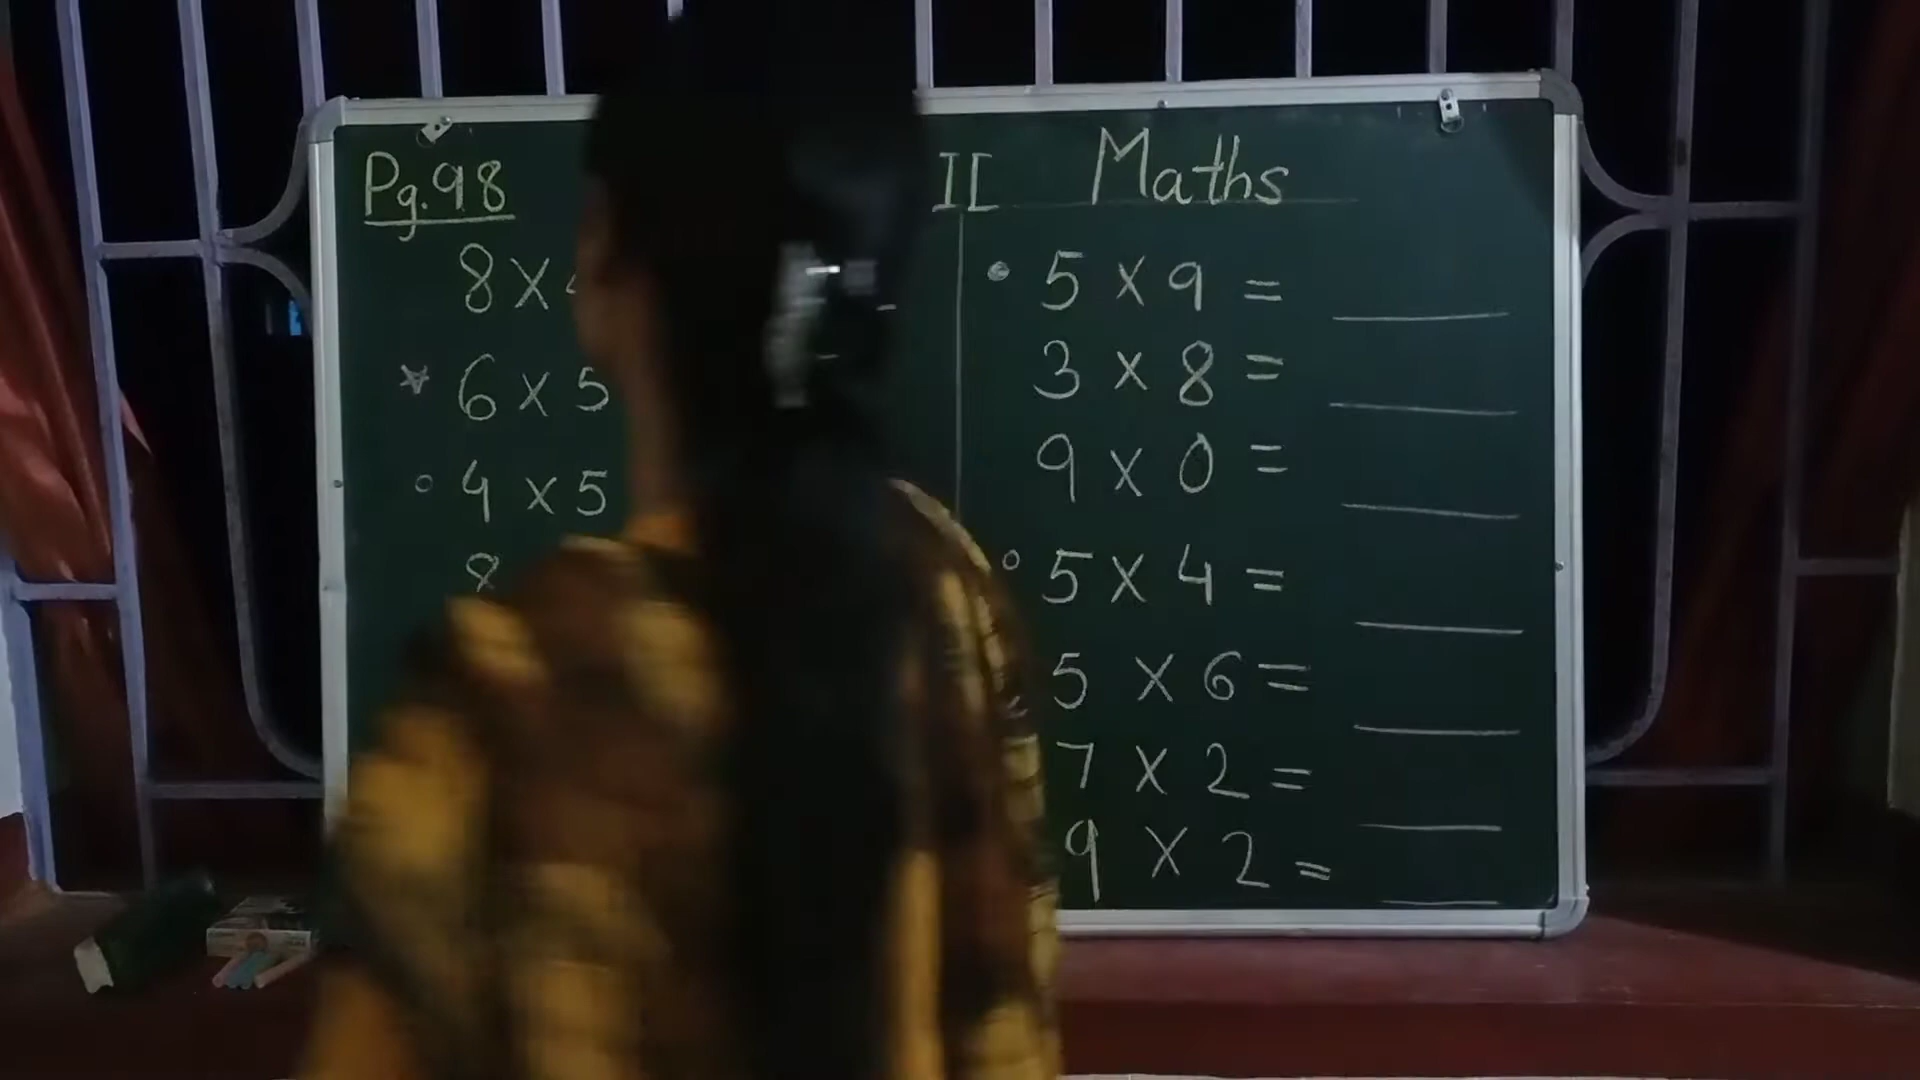 Pg.98
II Maths
8 X
6 X 5
4 X 5
8
5 X 9 =
3 X 8 =
9 X 0 =
5 X 4 =
5 X 6 =
7 X 2 =
9 X 2 =